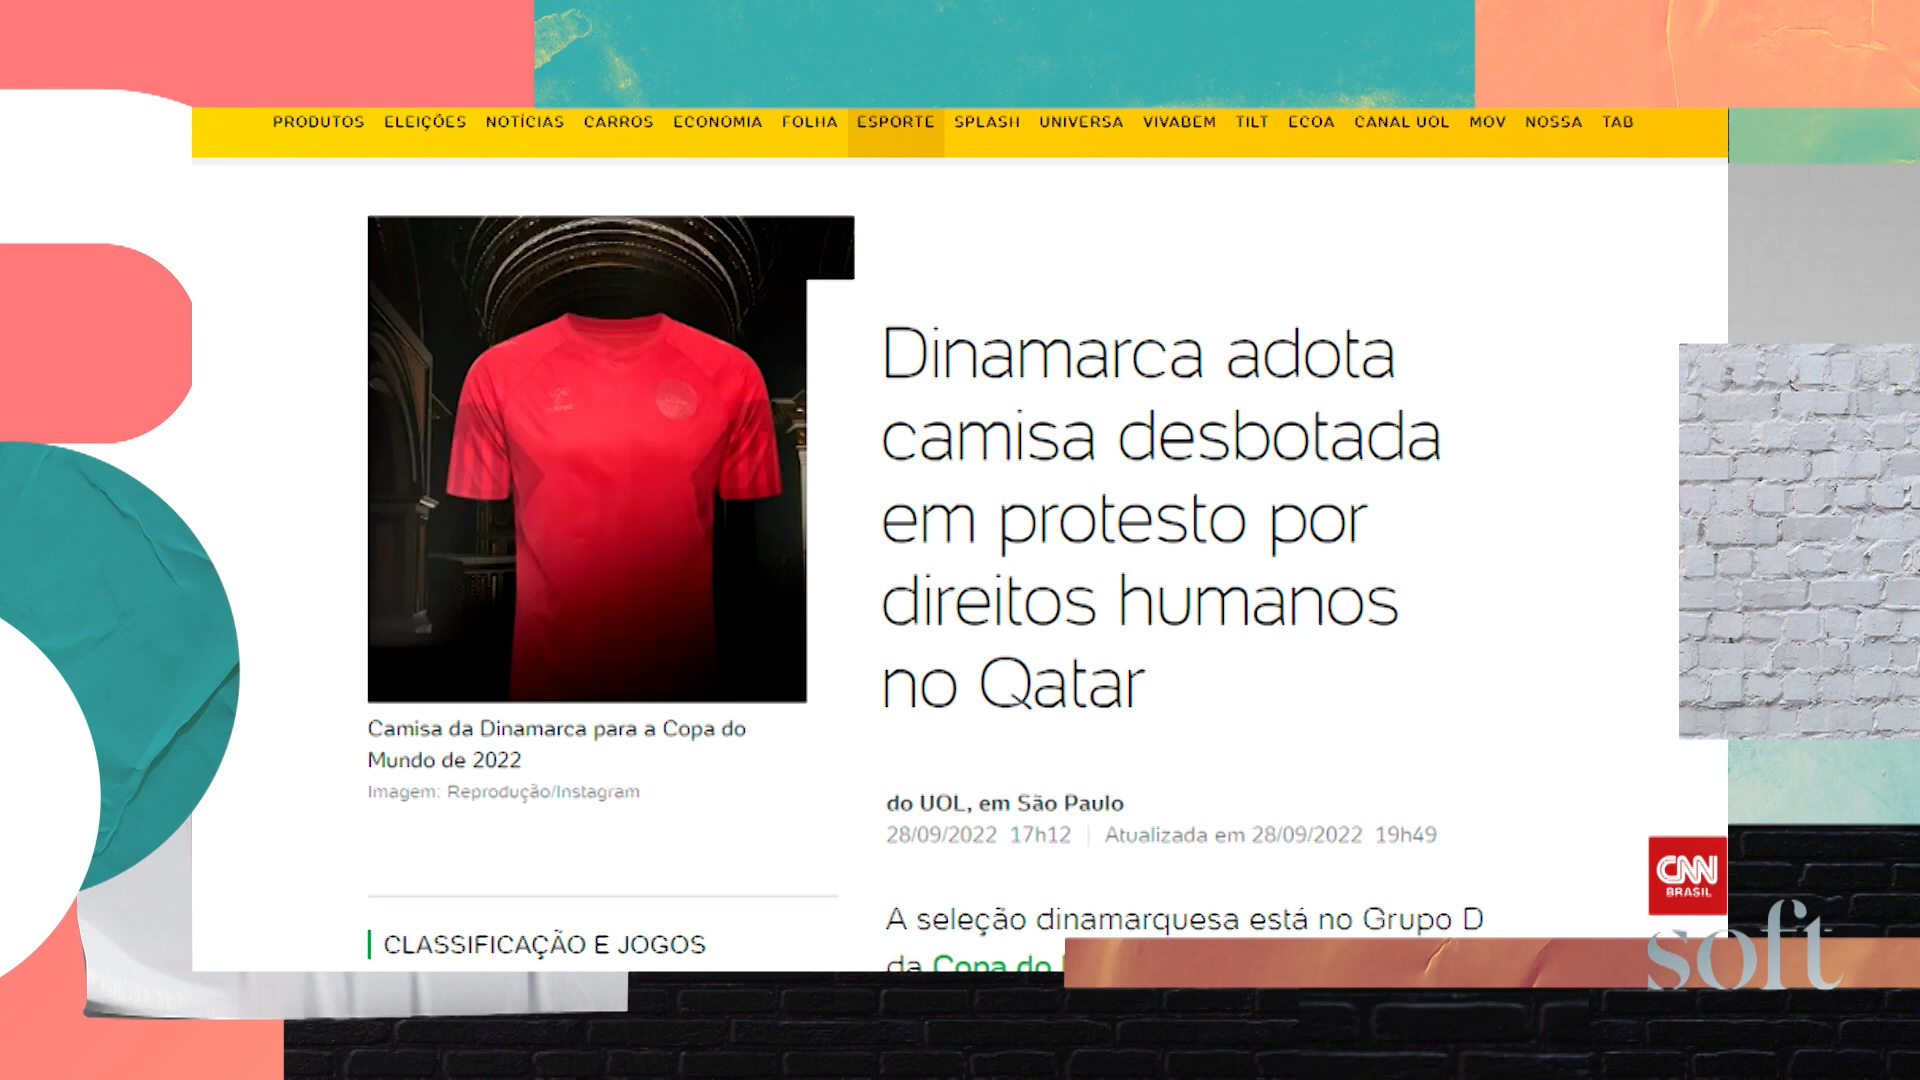 PRODUTOS ELEIÇÕES NOTÍCIAS CARROS ECONOMIA FOLHA ESPORTE SPLASH UNIVERSA VIVABEM TILT ECOA CANAL UOL MOV NOSSA TAB
Dinamarca adota
camisa desbotada
em protesto por
direitos humanos
no Qatar
Camisa da Dinamarca para a Copa do
Mundo de 2022
Imagem: Reprodução/Instagram
do UOL, em São Paulo
28/09/2022 17h12 Atualizada em 28/09/2022 19h49
CLASSIFICAÇÃO E JOGOS
A seleção dinamarquesa está no Grupo D
da Copa do
CNN
BRASIL
soft